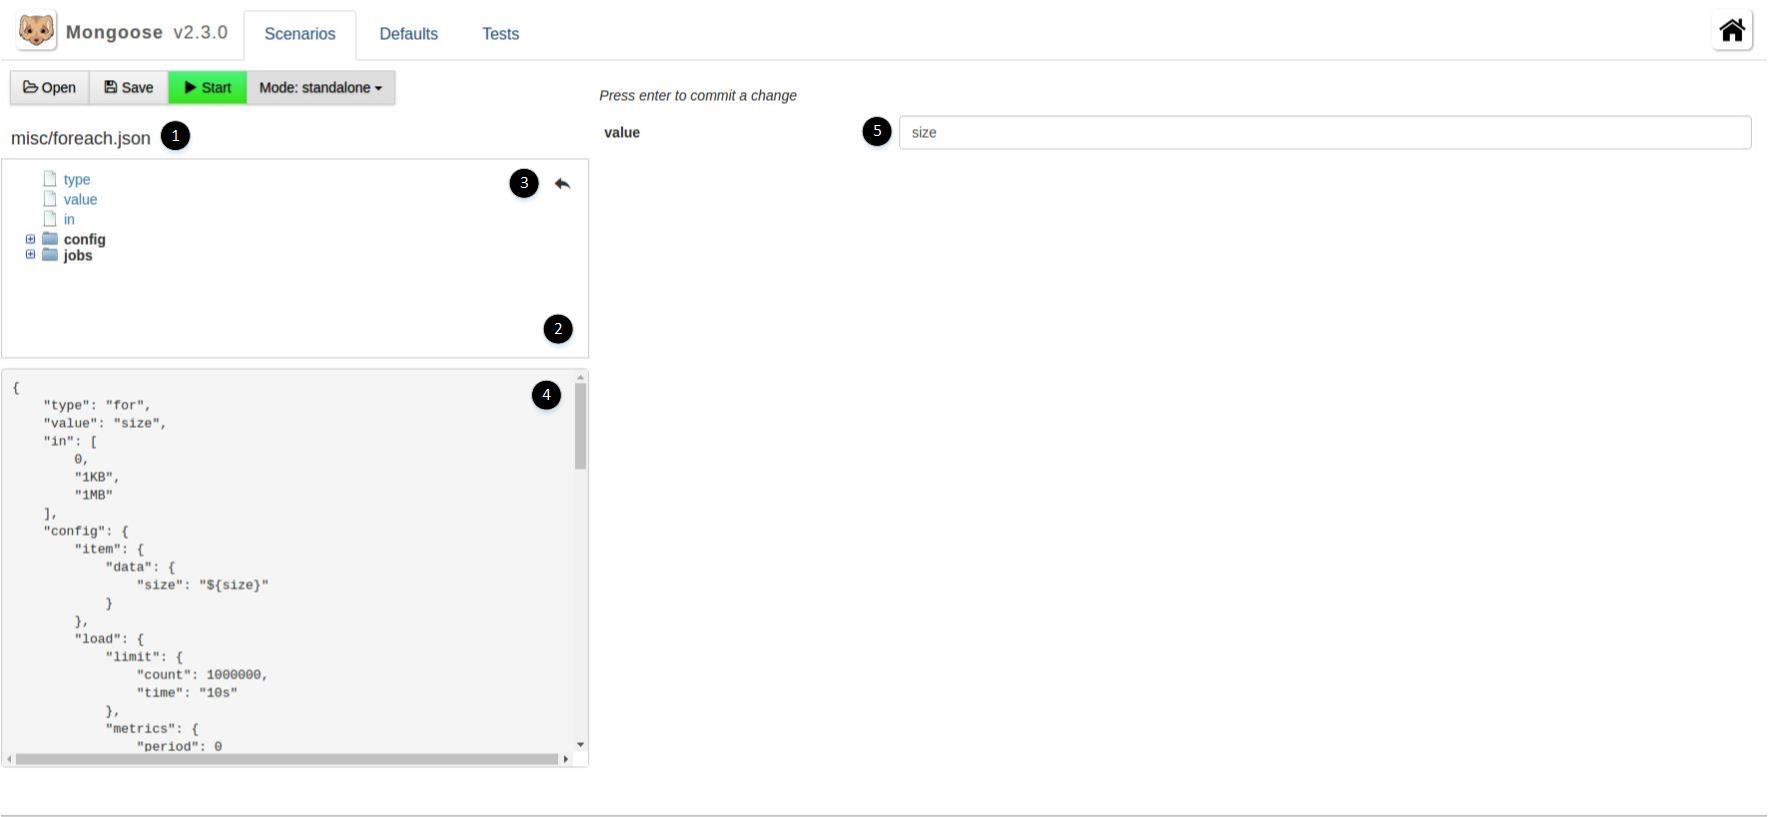 Mongoose v2.3.0 Scenarios Defaults Tests
Open Save Start Mode: standalone
misc/foreach.json 1
type
value
in
config
jobs
3
2
{
    "type": "for",
    "value": "size",
    "in": [
        0,
        "1KB",
        "1MB"
    ],
    "config": {
        "item": {
            "data": {
                "size": "${size}"
            }
        },
        "load": {
            "limit": {
                "count": 1000000,
                "time": "10s"
            },
            "metrics": {
                "period": 0
4
Press enter to commit a change
value 5 size